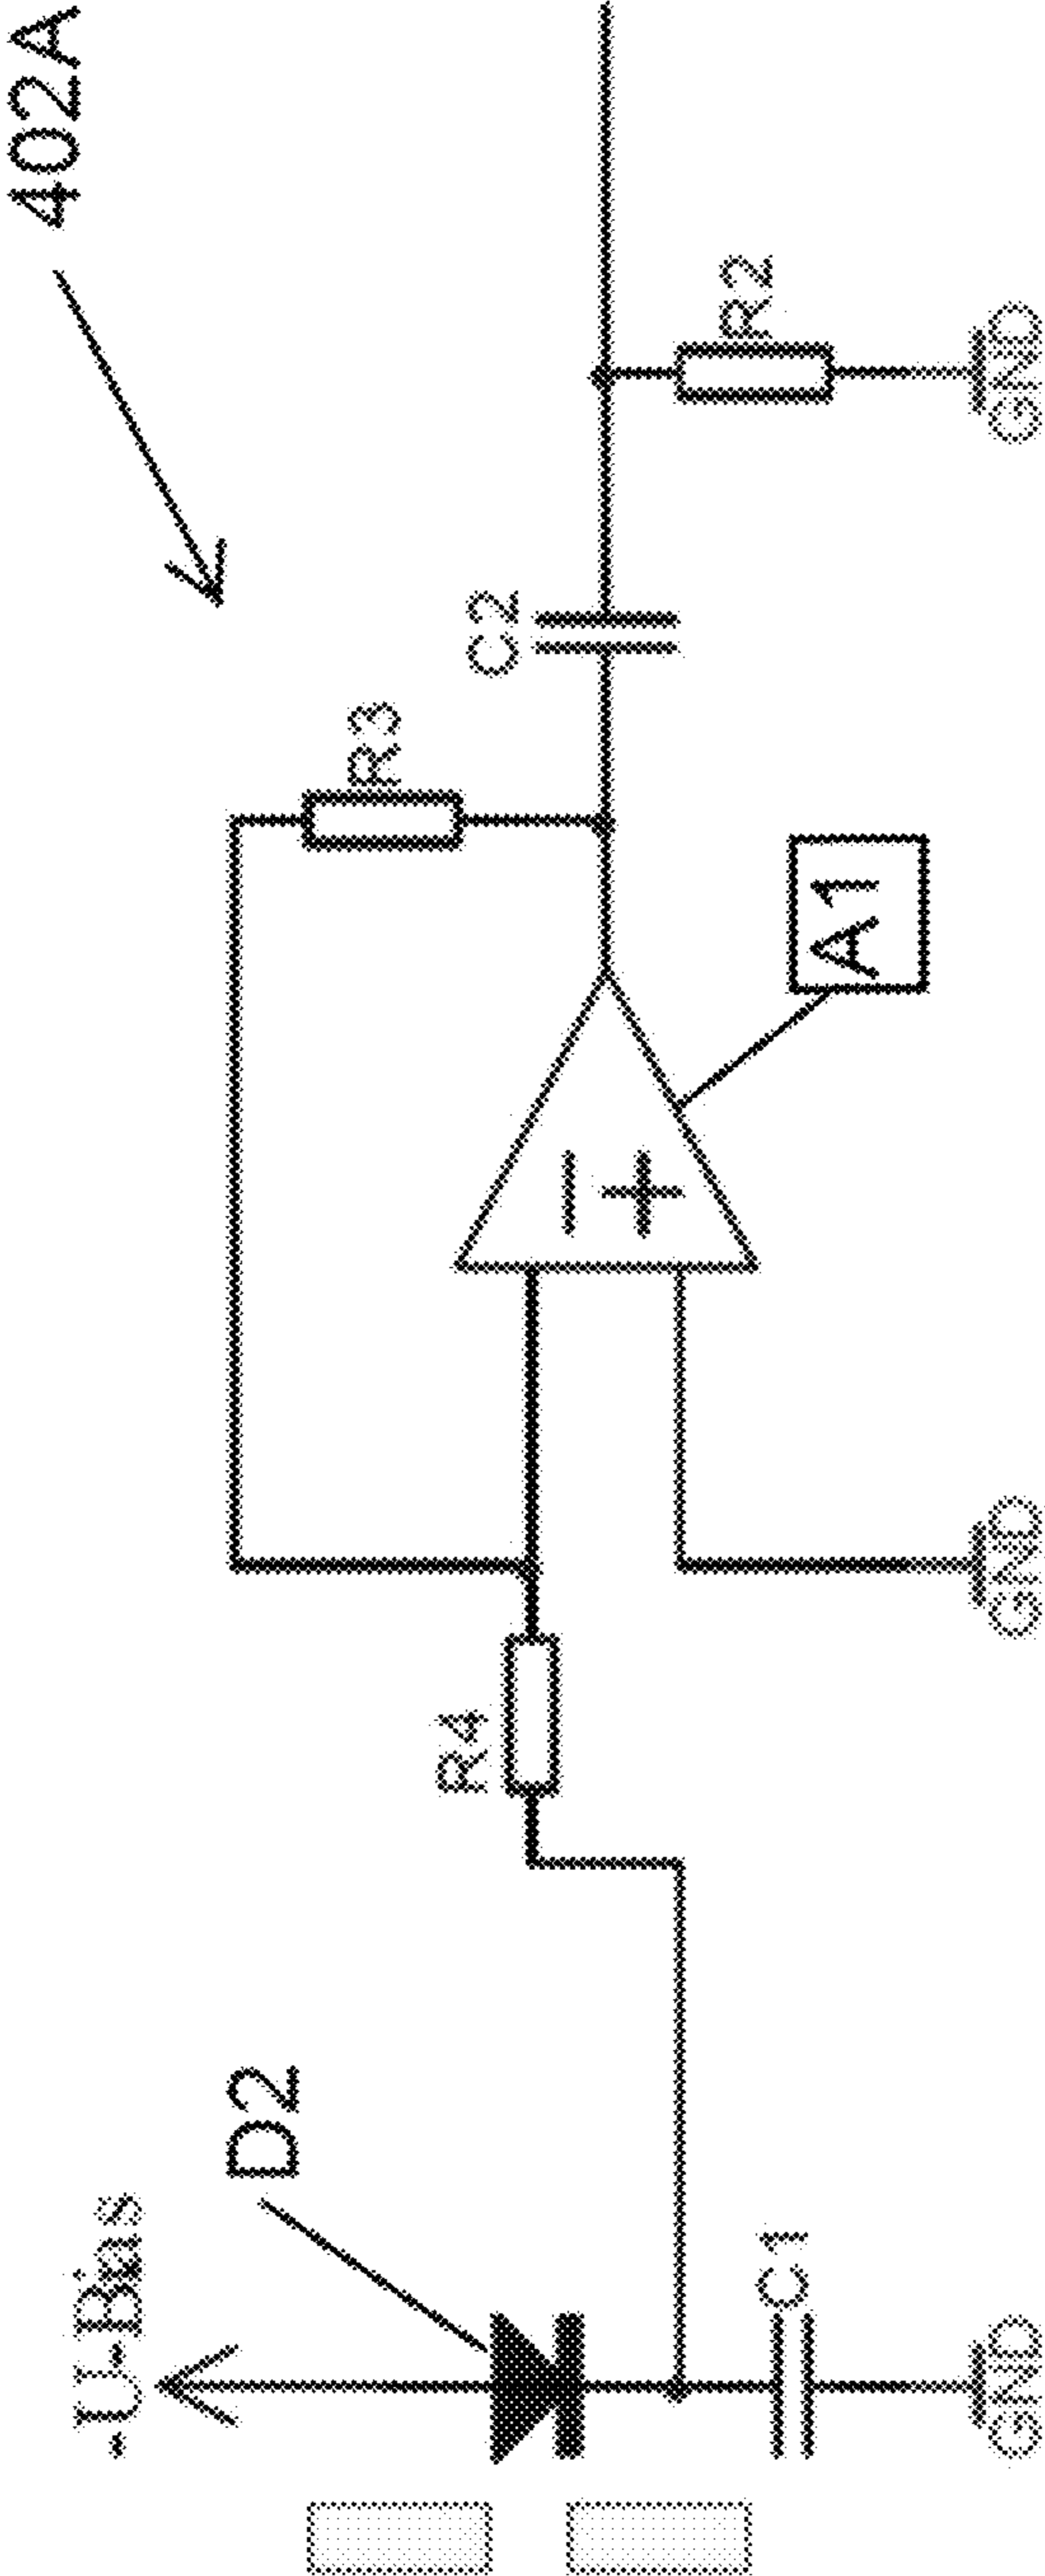 402A
-U-Bias
D2
R4
R3
C2
R2
A1
C1
GND
GND
GND